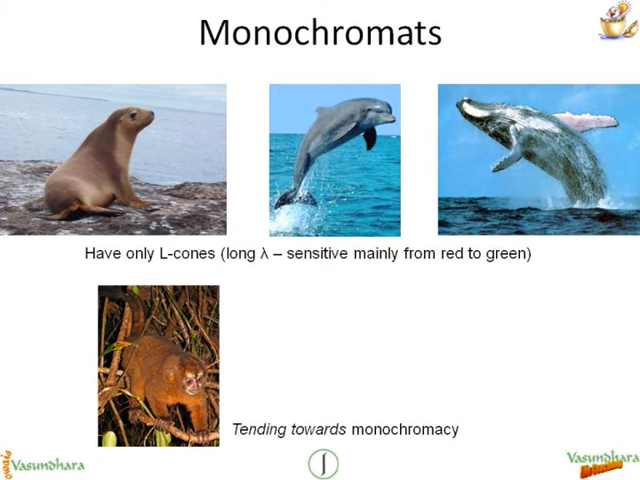 Monochromats
Have only L-cones (long λ – sensitive mainly from red to green)
Tending towards monochromacy
Vasundhara
Vasundhara